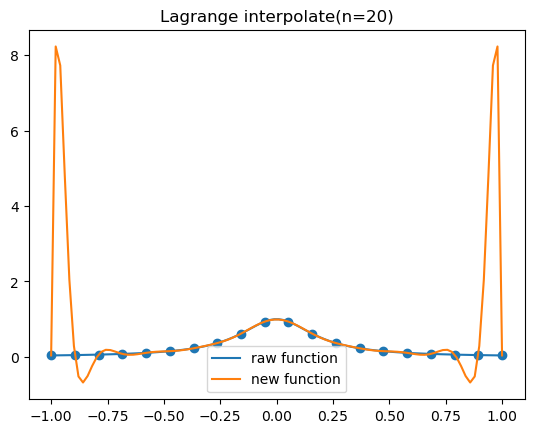 Lagrange interpolate(n=20)
8
6
4
2
0
raw function
new function
−1.00 −0.75 −0.50 −0.25 0.00 0.25 0.50 0.75 1.00